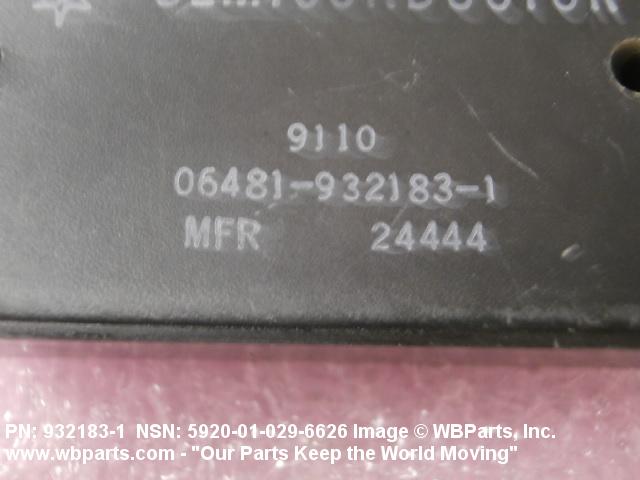 9110
06481-932183-1
MFR 24444
PN: 932183-1 NSN: 5920-01-029-6626 Image © WBParts, Inc.
www.wbparts.com - "Our Parts Keep the World Moving"